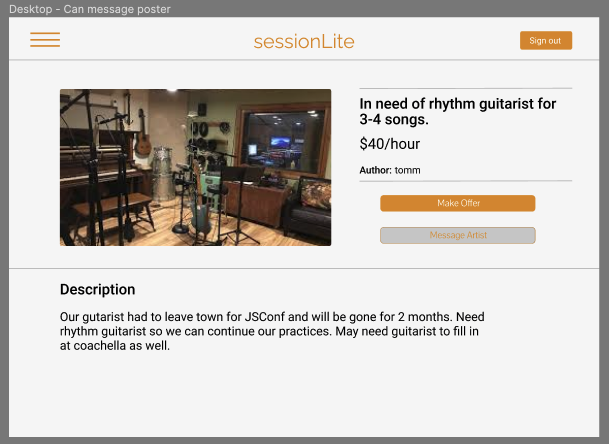 Desktop - Can message poster
sessionLite
Sign out
In need of rhythm guitarist for
3-4 songs.
$40/hour
Author: tomm
Make Offer
Message Artist
Description
Our gutarist had to leave town for JSConf and will be gone for 2 months. Need
rhythm guitarist so we can continue our practices. May need guitarist to fill in
at coachella as well.